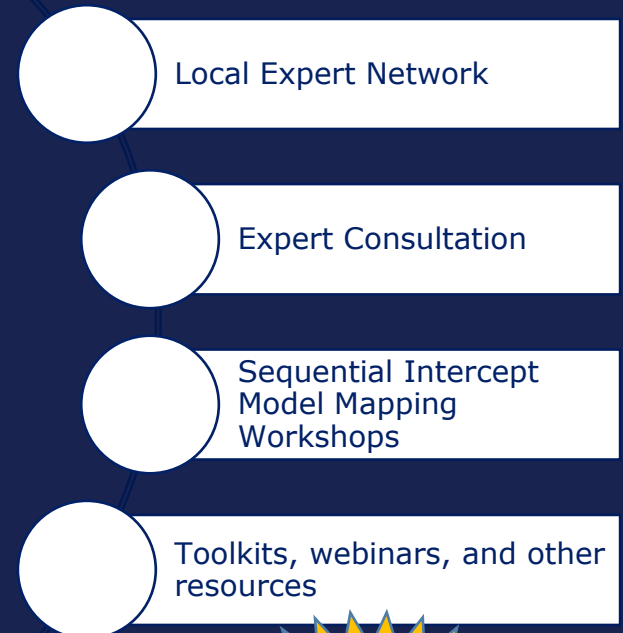 Local Expert Network
Expert Consultation
Sequential Intercept
Model Mapping
Workshops
Toolkits, webinars, and other
resources